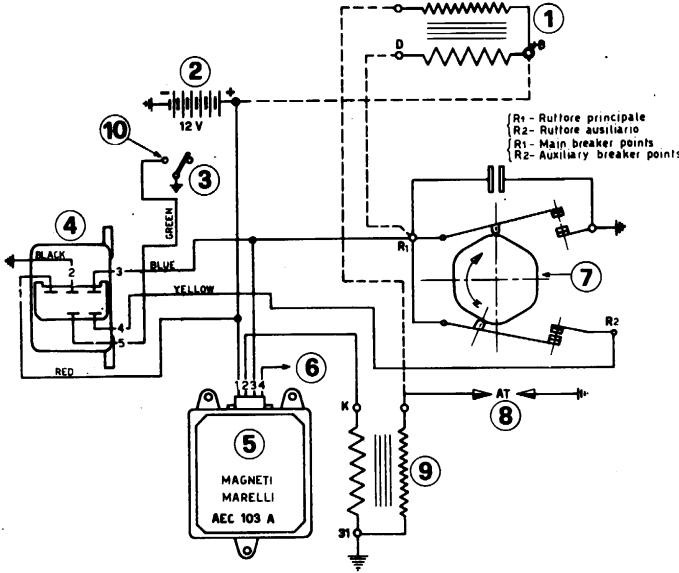 1
D
+B
2
- +
12 V
R1- Ruttore principale
R2- Ruttore ausiliario
R1- Main breaker points
R2- Auxiliary breaker points
10
3
4
GREEN
BLACK
2
3
BLUE
R1
7
YELLOW
4
5
R2
RED
6
1 2 3 4
K
AT
8
5
9
MAGNETI
MARELLI
AEC 103 A
31